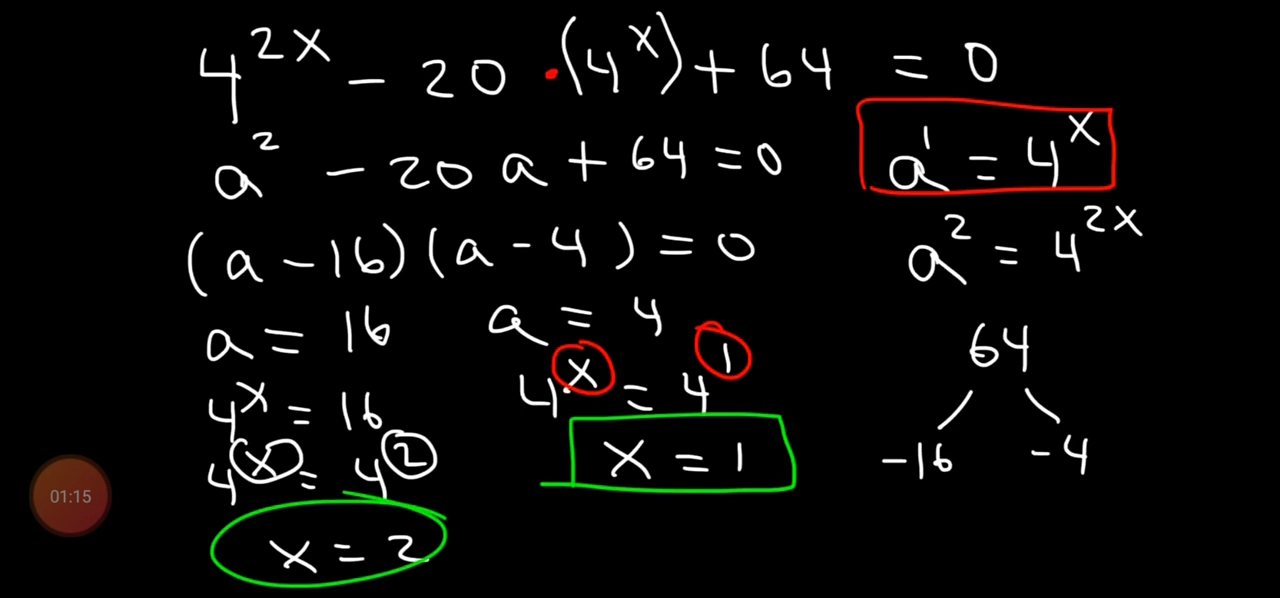 4^{2x} - 20 · (4^x) + 64 = 0
a^2 - 20a + 64 = 0
a^1 = 4^x
(a - 16)(a - 4) = 0
a^2 = 4^{2x}
a = 16
4^x = 16
4^x = 4^2
x = 2
a = 4
4^x = 4^1
x = 1
64
-16 -4
01:15